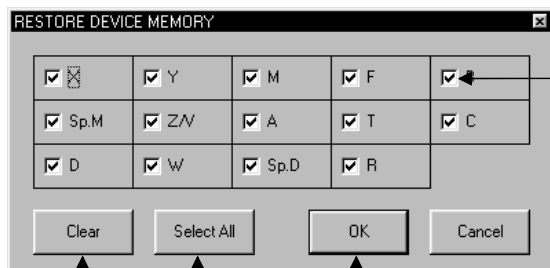 RESTORE DEVICE MEMORY
X Y M F
Sp.M Z/V A T C
D W Sp.D R
Clear Select All OK Cancel